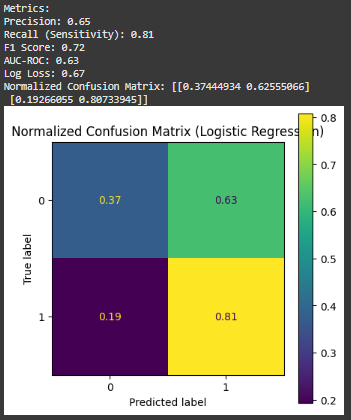 Metrics:
Precision: 0.65
Recall (Sensitivity): 0.81
F1 Score: 0.72
AUC-ROC: 0.63
Log Loss: 0.67
Normalized Confusion Matrix: [[0.37444934 0.62555066]
[0.19266055 0.80733945]]
Normalized Confusion Matrix (Logistic Regression)
0.8
0.7
0.6
0.5
0.4
0.3
0.2
True label
0
1
0.37
0.63
0.19
0.81
0
1
Predicted label